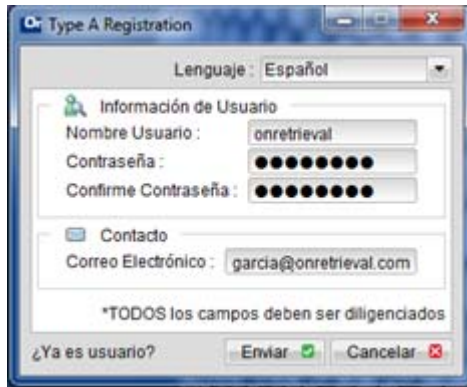 Type A Registration
Lenguaje : Español
Información de Usuario
Nombre Usuario : onretrieval
Contraseña : ●●●●●●●●
Confirme Contraseña : ●●●●●●●●
Contacto
Correo Electrónico : garcia@onretrieval.com
*TODOS los campos deben ser diligenciados
¿Ya es usuario? Enviar Cancelar